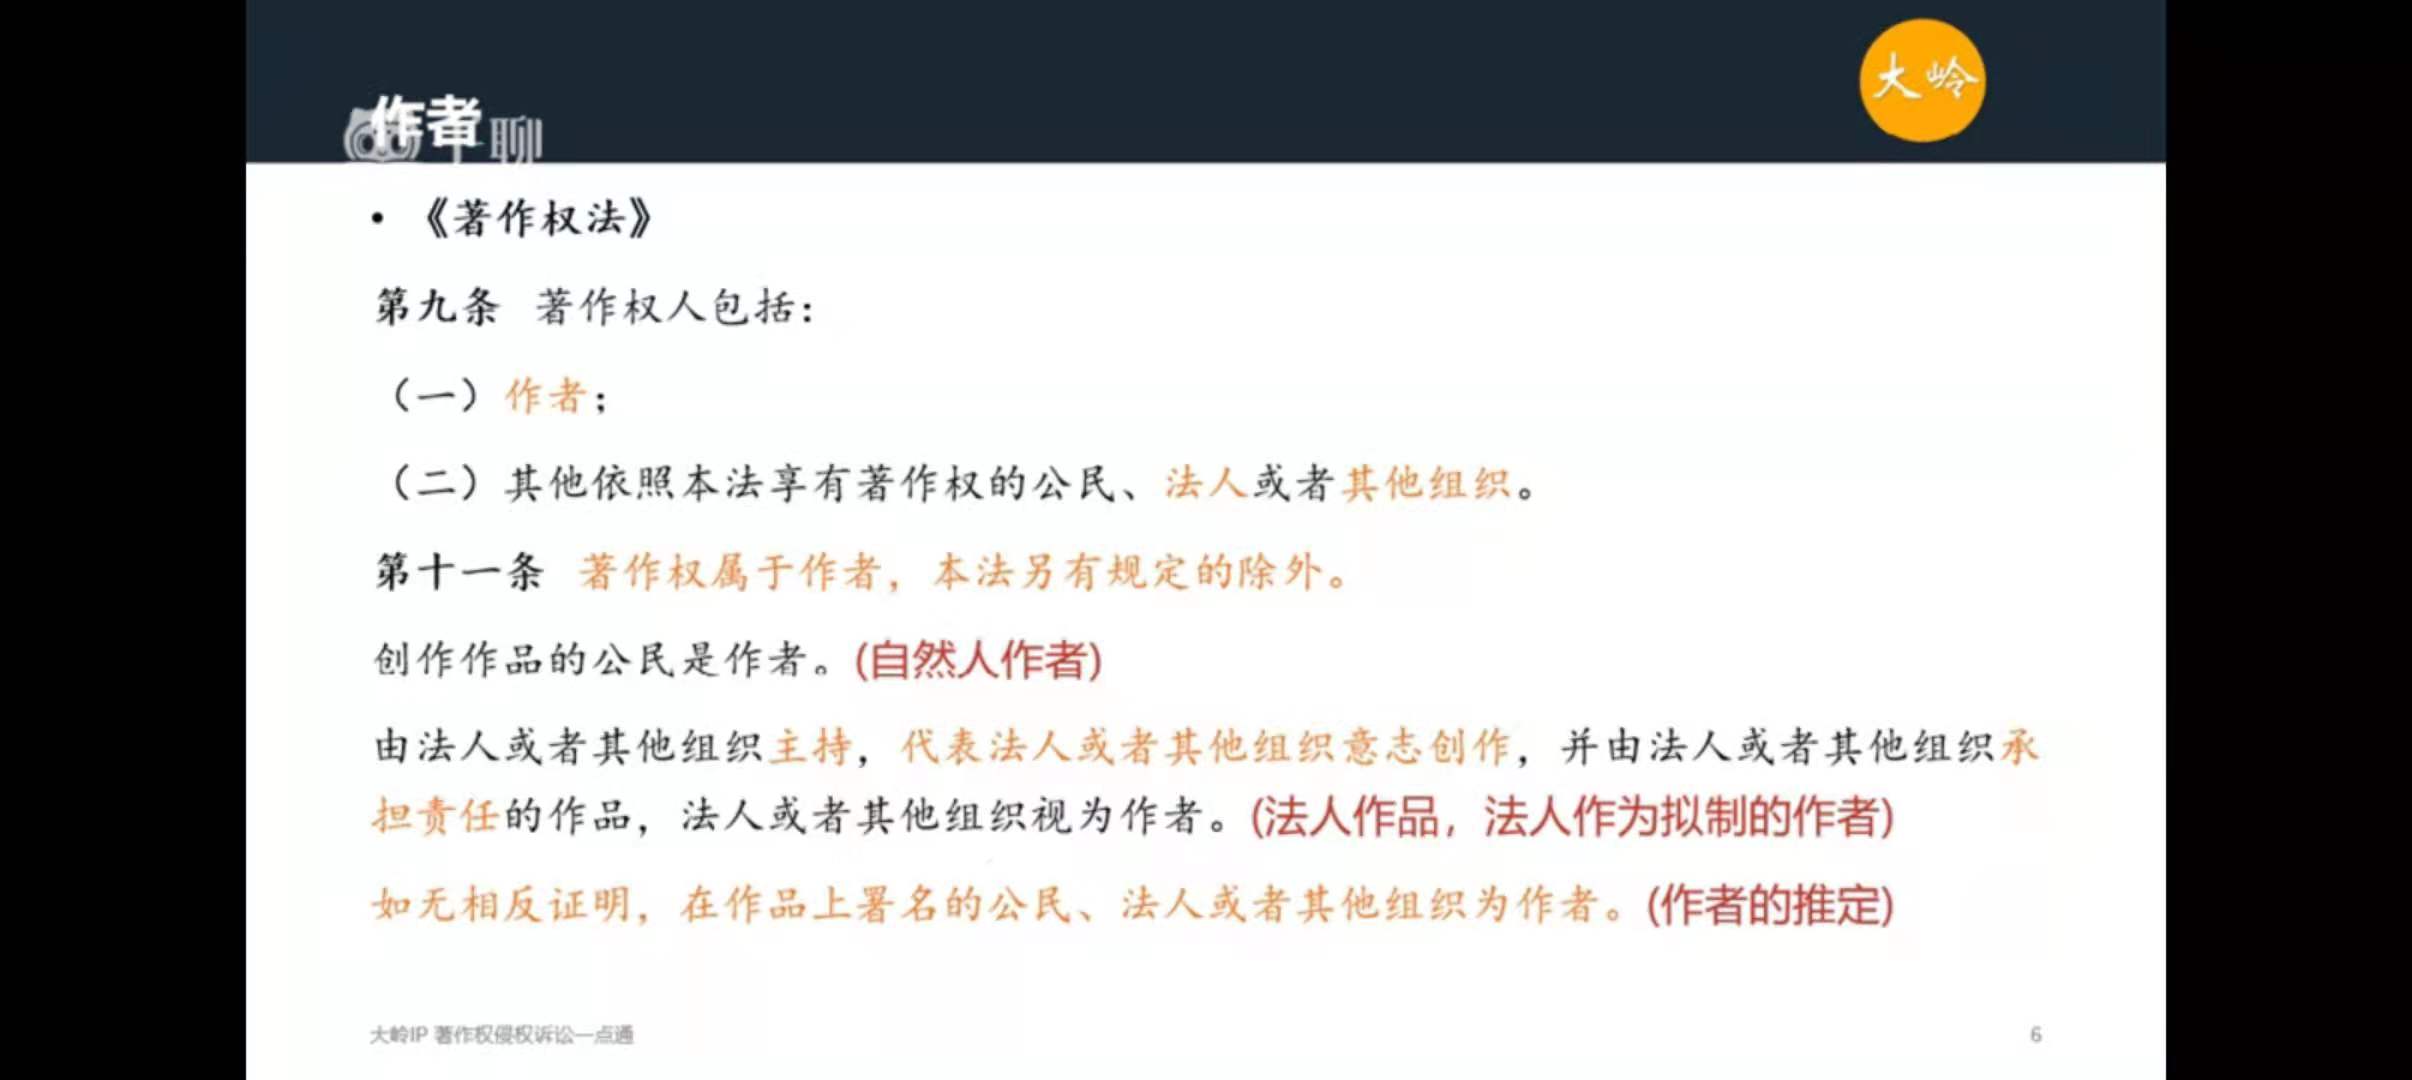 作者
聊
大岭
• 《著作权法》
第九条 著作权人包括:
（一）作者;
（二）其他依照本法享有著作权的公民、法人或者其他组织。
第十一条 著作权属于作者，本法另有规定的除外。
创作作品的公民是作者。(自然人作者)
由法人或者其他组织主持，代表法人或者其他组织意志创作，并由法人或者其他组织承
担责任的作品，法人或者其他组织视为作者。(法人作品，法人作为拟制的作者)
如无相反证明，在作品上署名的公民、法人或者其他组织为作者。(作者的推定)
大岭IP 著作权侵权诉讼一点通
6